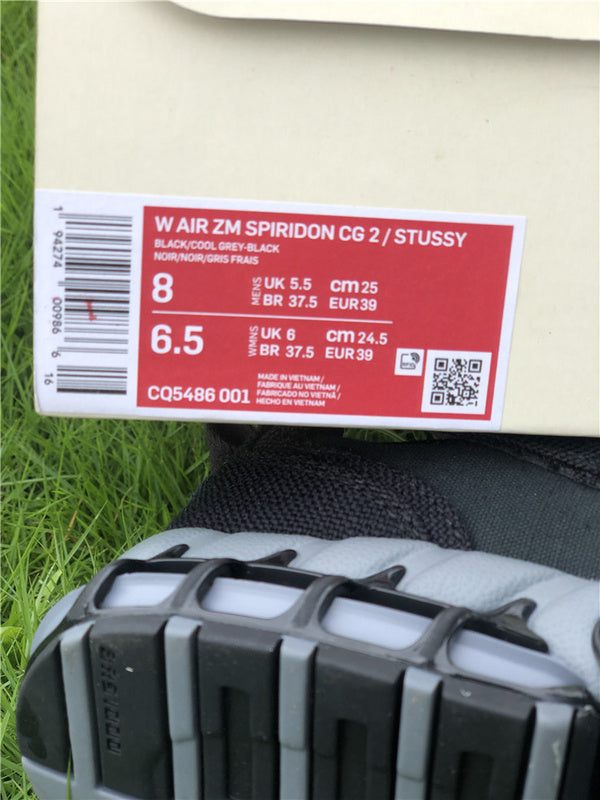 W AIR ZM SPIRIDON CG 2 / STUSSY
BLACK/COOL GREY-BLACK
NOIR/NOIR/GRIS FRAIS
8 MENS UK 5.5 cm 25
BR 37.5 EUR 39
6.5 WMNS UK 6 cm 24.5
BR 37.5 EUR 39
CQ5486 001
MADE IN VIETNAM /
FABRIQUE AU VIETNAM /
FABRICADO NO VIETNÃ /
HECHO EN VIETNAM
1 94274 00986 6 16